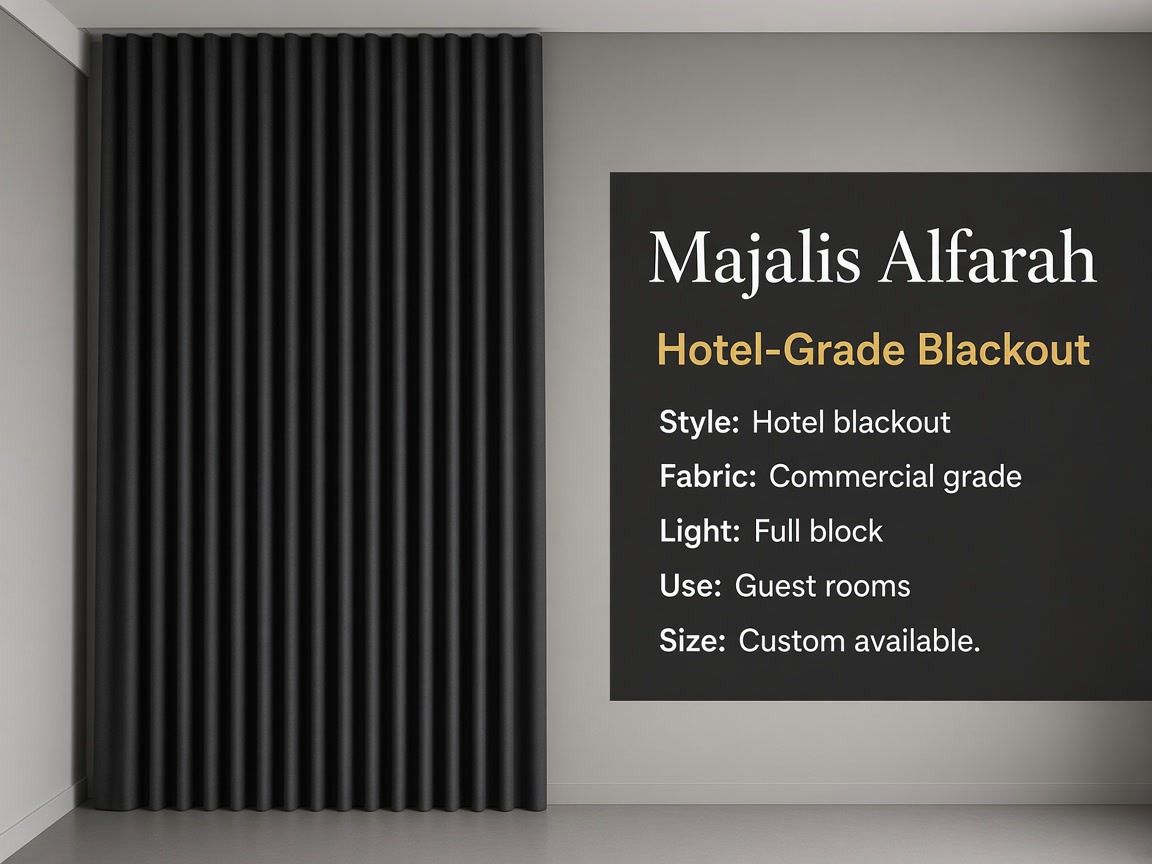 Majalis Alfarah
Hotel-Grade Blackout
Style: Hotel blackout
Fabric: Commercial grade
Light: Full block
Use: Guest rooms
Size: Custom available.